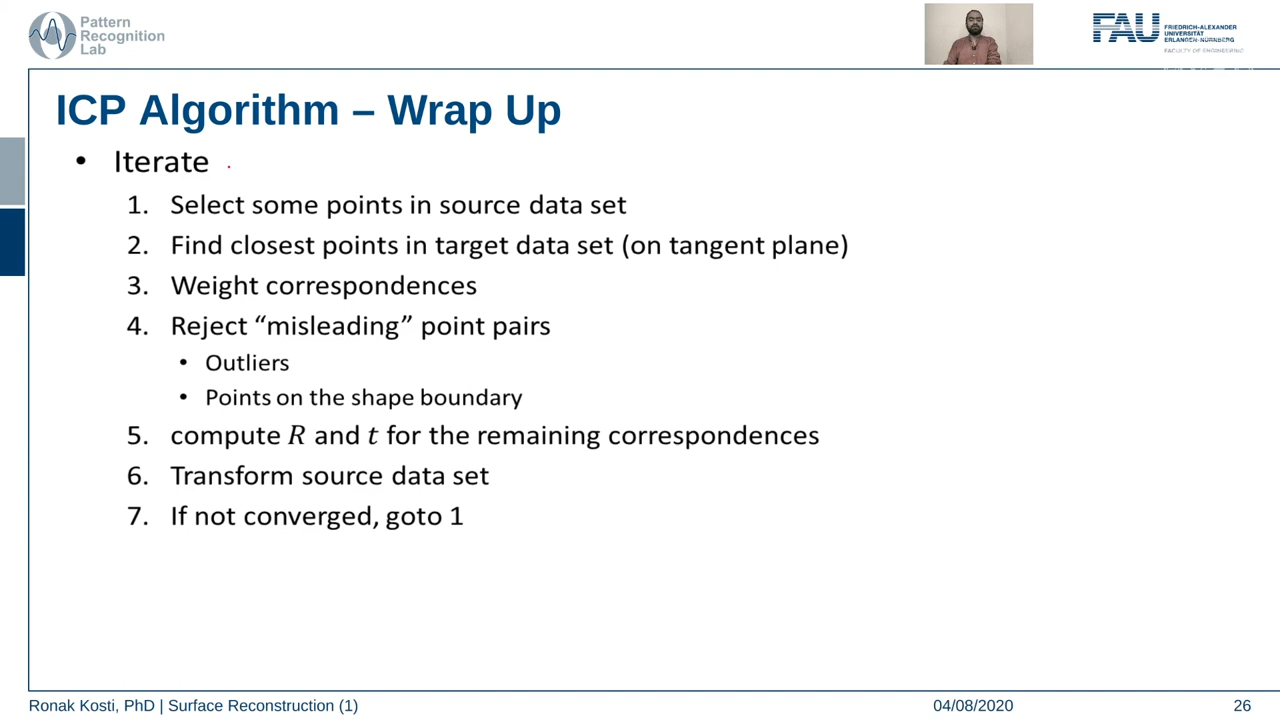 Pattern
Recognition
Lab
FAU
FRIEDRICH-ALEXANDER
UNIVERSITÄT
ERLANGEN-NÜRNBERG
FACULTY OF ENGINEERING
ICP Algorithm – Wrap Up
• Iterate
1. Select some points in source data set
2. Find closest points in target data set (on tangent plane)
3. Weight correspondences
4. Reject “misleading” point pairs
• Outliers
• Points on the shape boundary
5. compute R and t for the remaining correspondences
6. Transform source data set
7. If not converged, goto 1
Ronak Kosti, PhD | Surface Reconstruction (1)
04/08/2020
26